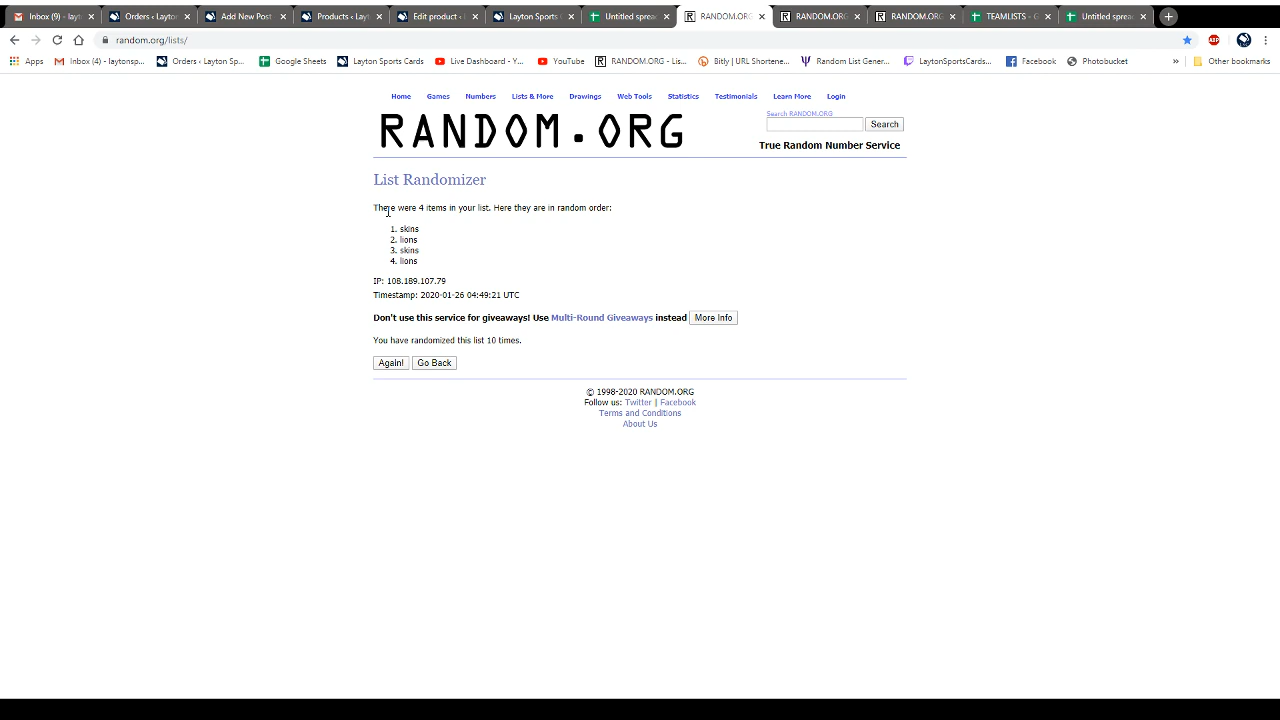 Inbox (9) - layt
Orders ‹ Layton
Add New Post
Products ‹ Layt
Edit product ‹
Layton Sports C
Untitled spread
RANDOM.ORG
RANDOM.ORG
RANDOM.ORG
TEAMLISTS - G
Untitled spread
random.org/lists/
Apps
Inbox (4) - laytonsp...
Orders ‹ Layton Sp...
Google Sheets
Layton Sports Cards
Live Dashboard - Y...
YouTube
RANDOM.ORG - Lis...
Bitly | URL Shortene...
Random List Gener...
LaytonSportsCards...
Facebook
Photobucket
»
Other bookmarks
Home Games Numbers Lists & More Drawings Web Tools Statistics Testimonials Learn More Login
RANDOM.ORG
Search RANDOM.ORG
Search
True Random Number Service
List Randomizer
There were 4 items in your list. Here they are in random order:
1. skins
2. lions
3. skins
4. lions
IP: 108.189.107.79
Timestamp: 2020-01-26 04:49:21 UTC
Don't use this service for giveaways! Use Multi-Round Giveaways instead More Info
You have randomized this list 10 times.
Again! Go Back
© 1998-2020 RANDOM.ORG
Follow us: Twitter | Facebook
Terms and Conditions
About Us